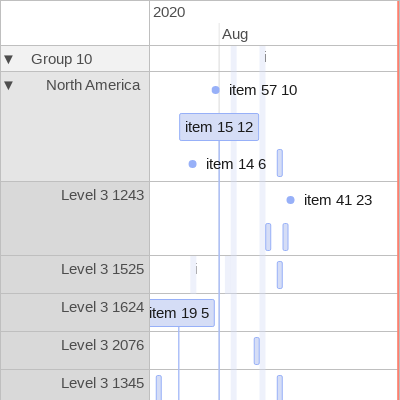 2020
Aug
▼ Group 10
i
▼ North America
item 57 10
item 15 12
item 14 6
Level 3 1243
item 41 23
Level 3 1525
i
Level 3 1624
item 19 5
Level 3 2076
Level 3 1345